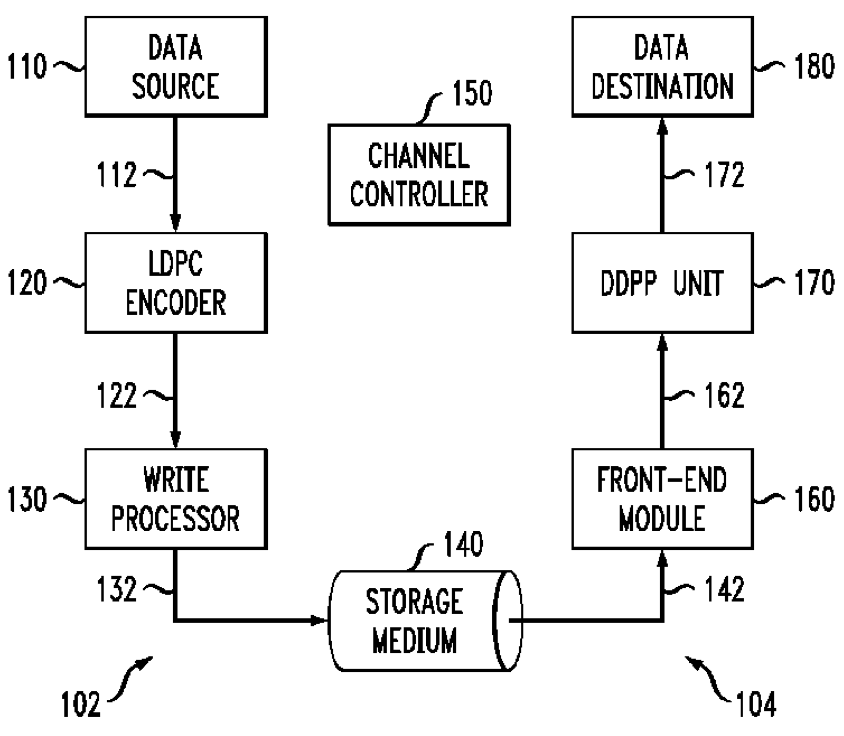 110
DATA
SOURCE
112
120
LDPC
ENCODER
122
130
WRITE
PROCESSOR
132
102
150
CHANNEL
CONTROLLER
140
STORAGE
MEDIUM
DATA
DESTINATION
180
172
DDPP UNIT
170
162
FRONT-END
MODULE
160
142
104